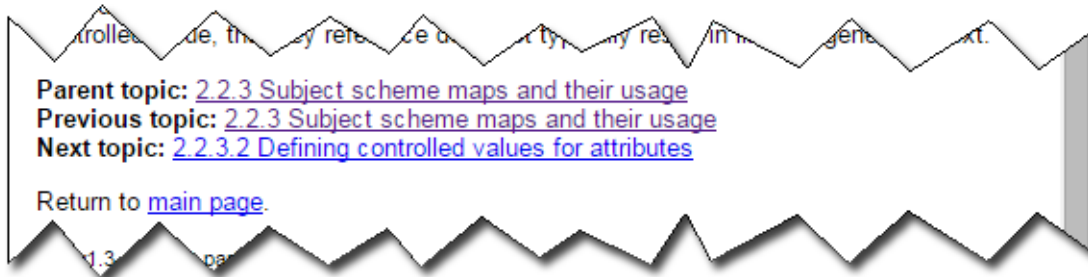 in
Parent topic: 2.2.3 Subject scheme maps and their usage
Previous topic: 2.2.3 Subject scheme maps and their usage
Next topic: 2.2.3.2 Defining controlled values for attributes
Return to main page.